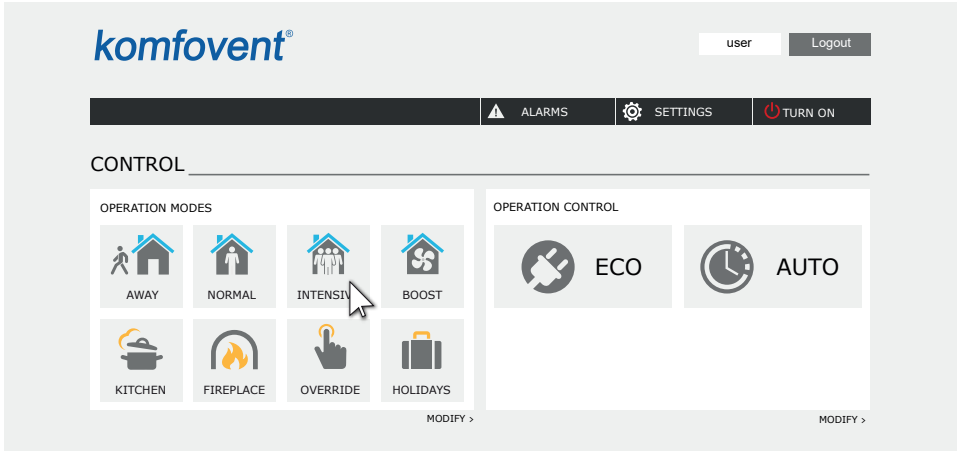 komfovent®
user Logout
ALARMS SETTINGS TURN ON
CONTROL
OPERATION MODES
AWAY NORMAL INTENSIV BOOST
KITCHEN FIREPLACE OVERRIDE HOLIDAYS
MODIFY >
OPERATION CONTROL
ECO AUTO
MODIFY >